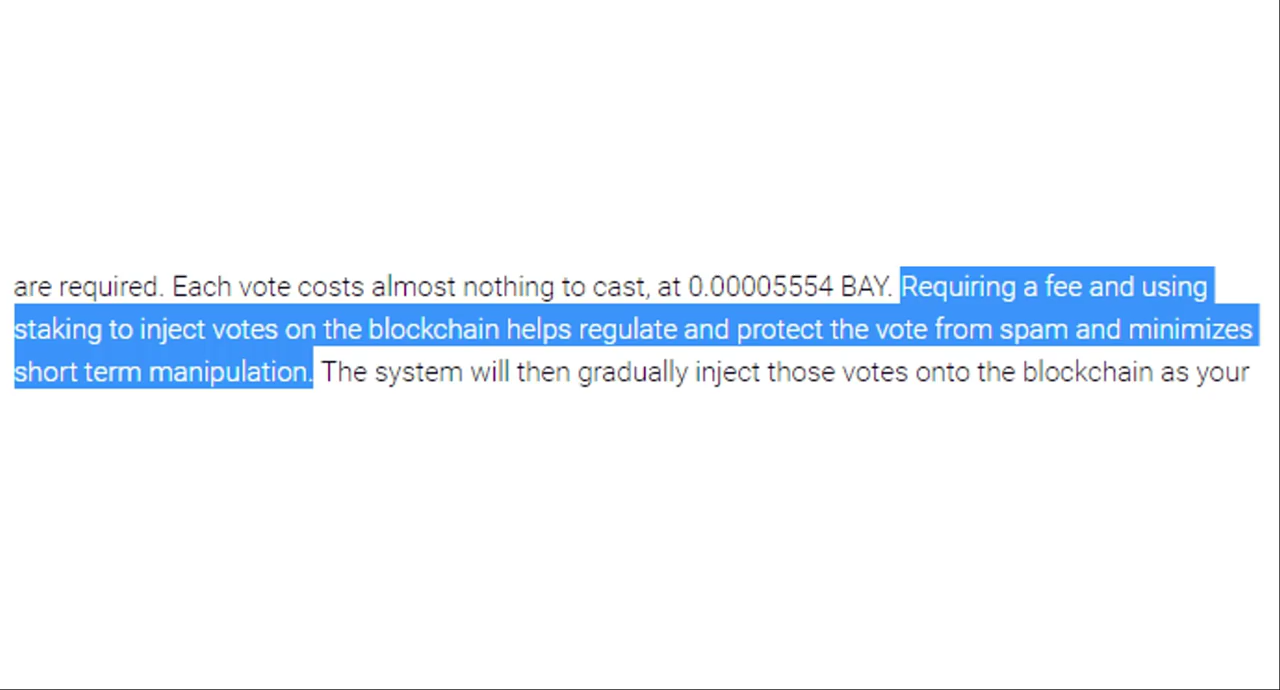 are required. Each vote costs almost nothing to cast, at 0.00005554 BAY. Requiring a fee and using
staking to inject votes on the blockchain helps regulate and protect the vote from spam and minimizes
short term manipulation. The system will then gradually inject those votes onto the blockchain as your